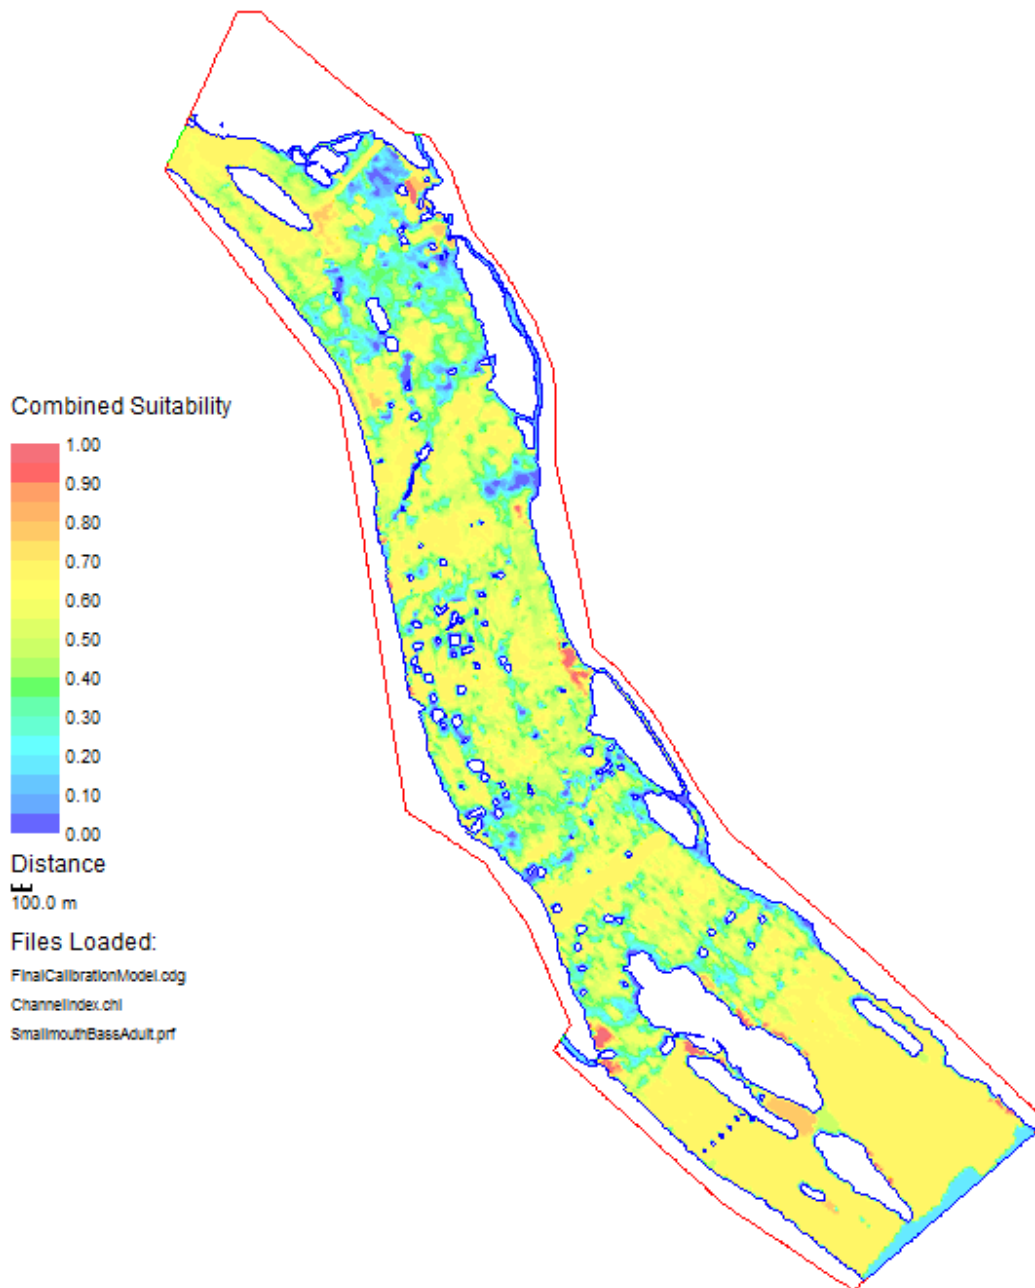 Combined Suitability
1.00
0.90
0.80
0.70
0.60
0.50
0.40
0.30
0.20
0.10
0.00
Distance
100.0 m
Files Loaded:
FinalCalibrationModel.cdg
ChannelIndex.chi
SmallmouthBassAdult.prf